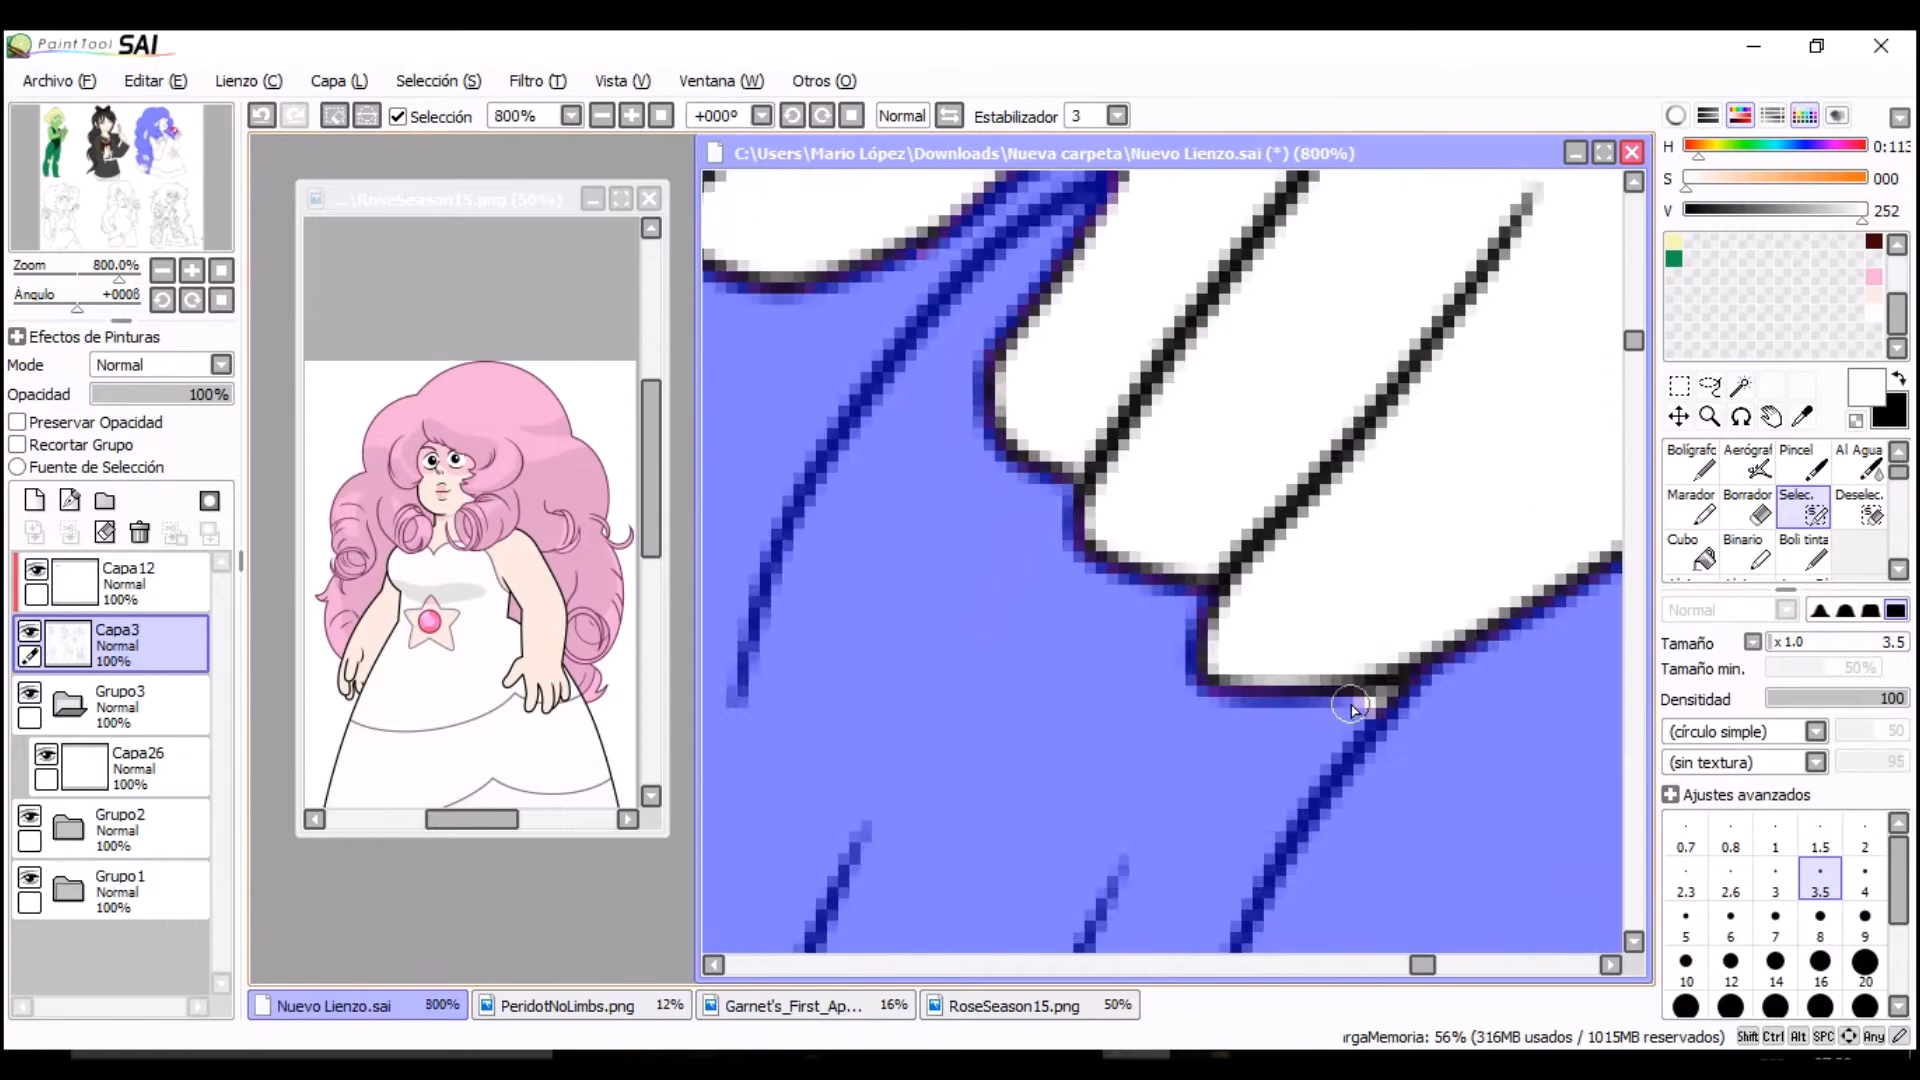 PaintTool SAI
Archivo (F) Editar (E) Lienzo (C) Capa (L) Selección (S) Filtro (T) Vista (V) Ventana (W) Otros (O)
Selección 800% +000º Normal Estabilizador 3
C:\Users\Mario López\Downloads\Nueva carpeta\Nuevo Lienzo.sai (*) (800%)
...\RoseSeason15.png (50%)
H 0:113
S 000
V 252
Zoom 800.0%
Ángulo +000ß
Efectos de Pinturas
Mode Normal
Opacidad 100%
Preservar Opacidad
Recortar Grupo
Fuente de Selección
Capa12
Normal
100%
Capa3
Normal
100%
Grupo3
Normal
100%
Capa26
Normal
100%
Grupo2
Normal
100%
Grupo1
Normal
100%
Bolígrafc Aerógraf Pincel Al Agua
Marador Borrador Selec. Deselec.
Cubo Binario Boli tinta
Normal
Tamaño x 1.0 3.5
Tamaño min. 50%
Densitidad 100
(círculo simple) 50
(sin textura) 95
Ajustes avanzados
0.7 0.8 1 1.5 2
2.3 2.6 3 3.5 4
5 6 7 8 9
10 12 14 16 20
Nuevo Lienzo.sai 800% PeridotNoLimbs.png 12% Garnet's_First_Ap... 16% RoseSeason15.png 50%
ırgaMemoria: 56% (316MB usados / 1015MB reservados) Shift Ctrl Alt SPC Any